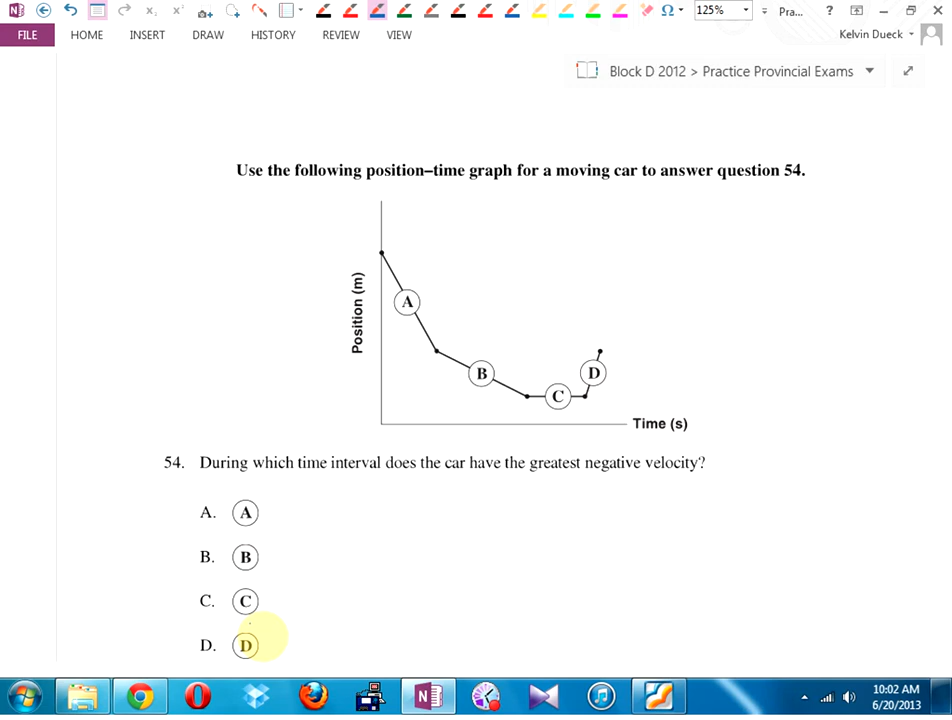 125%
Pra...
?
FILE HOME INSERT DRAW HISTORY REVIEW VIEW
Kelvin Dueck
Block D 2012 > Practice Provincial Exams
Use the following position–time graph for a moving car to answer question 54.
Position (m)
A
B
C
D
Time (s)
54. During which time interval does the car have the greatest negative velocity?
A. A
B. B
C. C
D. D
10:02 AM
6/20/2013